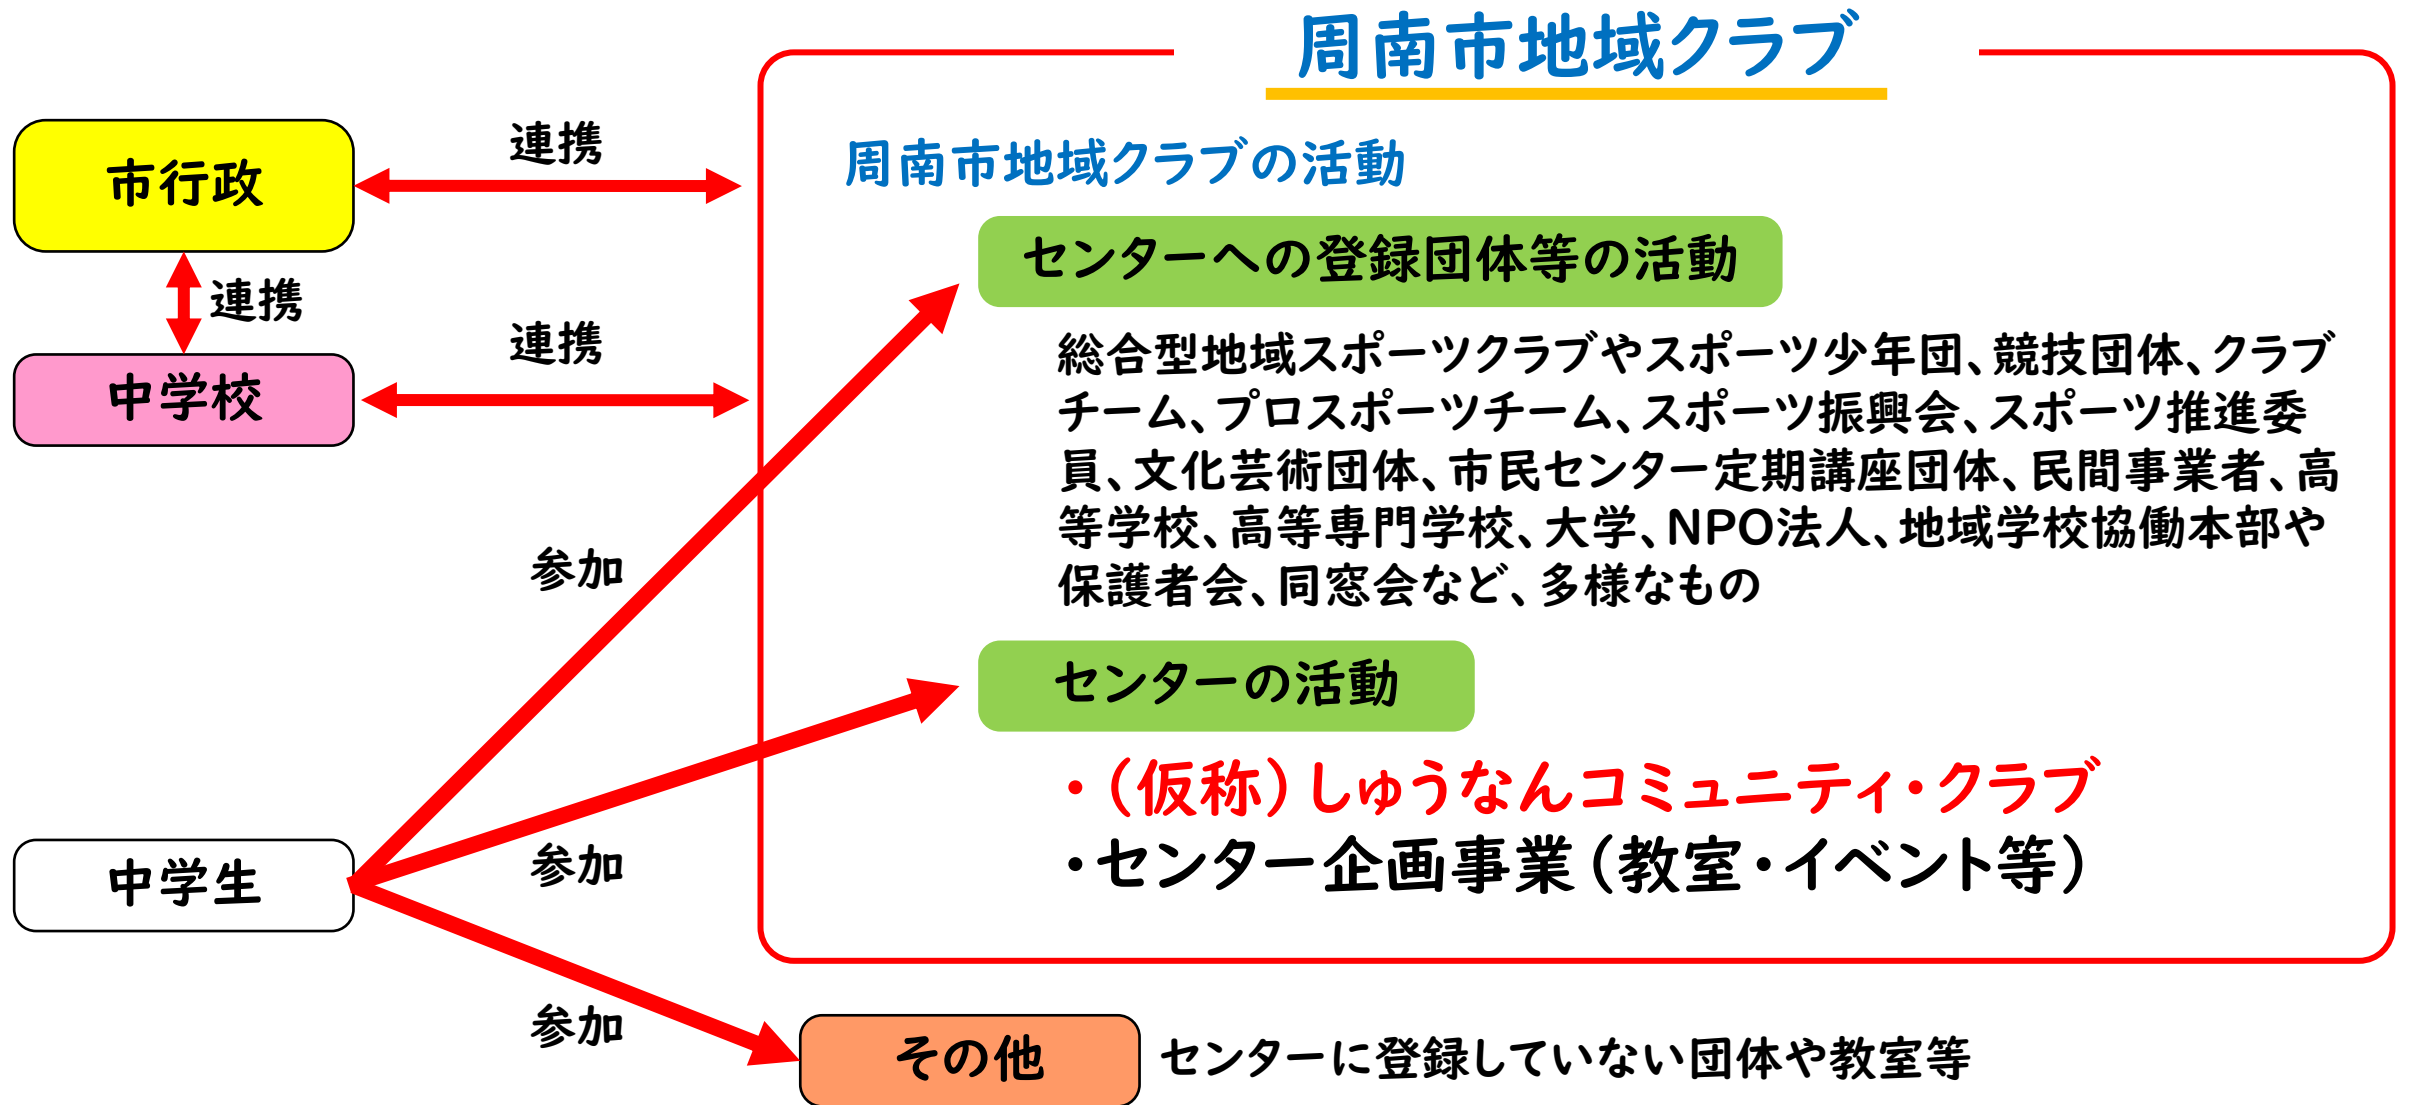 周南市地域クラブ
市行政
連携
周南市地域クラブの活動
センターへの登録団体等の活動
連携
中学校
連携
総合型地域スポーツクラブやスポーツ少年団、競技団体、クラブ
チーム、プロスポーツチーム、スポーツ振興会、スポーツ推進委
員、文化芸術団体、市民センター定期講座団体、民間事業者、高
等学校、高等専門学校、大学、NPO法人、地域学校協働本部や
保護者会、同窓会など、多様なもの
参加
センターの活動
・（仮称）しゅうなんコミュニティ・クラブ
・センター企画事業（教室・イベント等）
中学生
参加
参加
その他
センターに登録していない団体や教室等